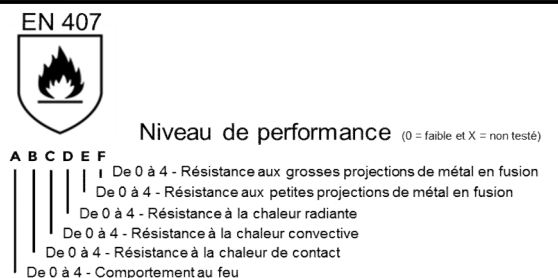 EN 407
Niveau de performance (0 = faible et X = non testé)
A B C D E F
De 0 à 4 - Résistance aux grosses projections de métal en fusion
De 0 à 4 - Résistance aux petites projections de métal en fusion
De 0 à 4 - Résistance à la chaleur radiante
De 0 à 4 - Résistance à la chaleur convective
De 0 à 4 - Résistance à la chaleur de contact
De 0 à 4 - Comportement au feu